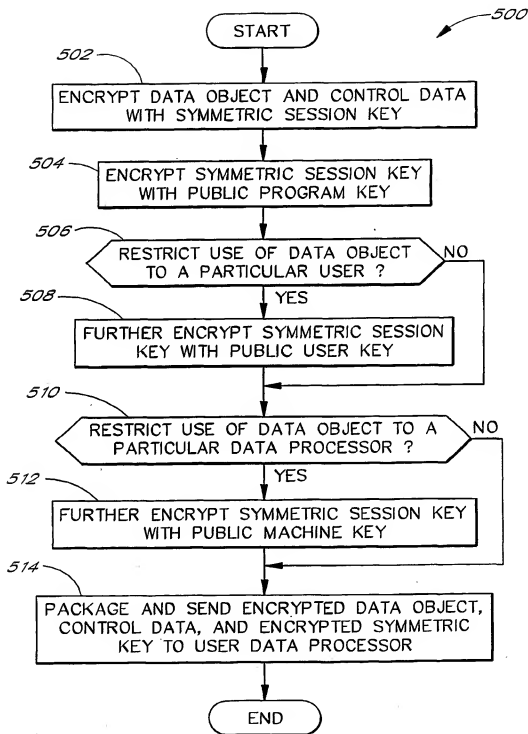 500
START
502
ENCRYPT DATA OBJECT AND CONTROL DATA
WITH SYMMETRIC SESSION KEY
504
ENCRYPT SYMMETRIC SESSION KEY
WITH PUBLIC PROGRAM KEY
506
RESTRICT USE OF DATA OBJECT
TO A PARTICULAR USER ?
NO
YES
508
FURTHER ENCRYPT SYMMETRIC SESSION
KEY WITH PUBLIC USER KEY
510
RESTRICT USE OF DATA OBJECT TO A
PARTICULAR DATA PROCESSOR ?
NO
YES
512
FURTHER ENCRYPT SYMMETRIC SESSION KEY
WITH PUBLIC MACHINE KEY
514
PACKAGE AND SEND ENCRYPTED DATA OBJECT,
CONTROL DATA, AND ENCRYPTED SYMMETRIC
KEY TO USER DATA PROCESSOR
END